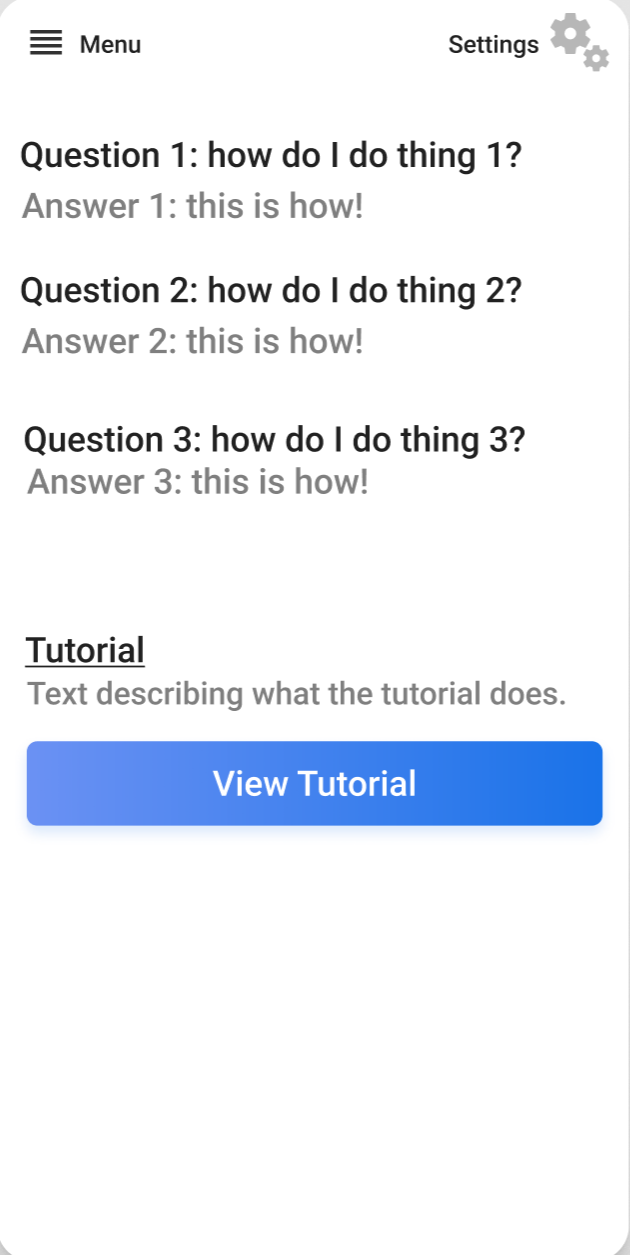 Menu
Settings
Question 1: how do I do thing 1?
Answer 1: this is how!
Question 2: how do I do thing 2?
Answer 2: this is how!
Question 3: how do I do thing 3?
Answer 3: this is how!
Tutorial
Text describing what the tutorial does.
View Tutorial